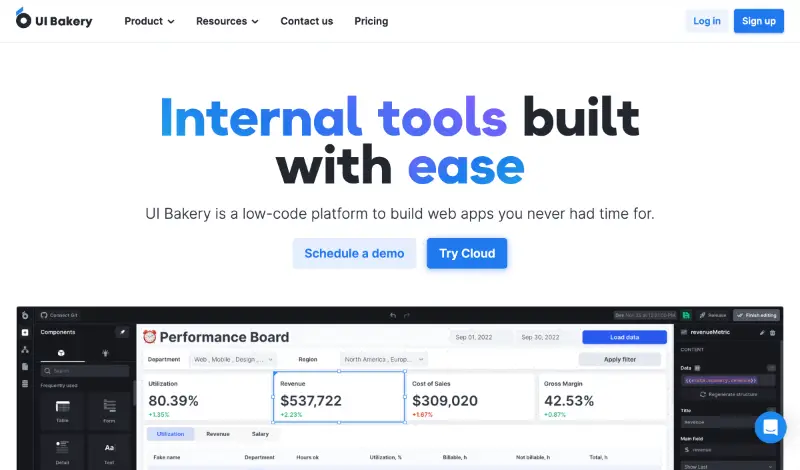 UI Bakery
Product
Resources
Contact us
Pricing
Log in
Sign up
Internal tools built
with ease
UI Bakery is a low-code platform to build web apps you never had time for.
Schedule a demo
Try Cloud
Connect Git
Release
Finish editing
Components
Search
Frequently used
Table
Form
Detail
Text
Performance Board
Sep 01, 2022
Sep 30, 2022
Load data
Department
Web , Mobile , Design , ...
Region
North America , Europ...
Apply filter
Utilization
80.39%
+1.35%
Revenue
$537,722
+2.23%
Cost of Sales
$309,020
+1.67%
Gross Margin
42.53%
+0.87%
Utilization
Revenue
Salary
Fake name
Department
Hours ok
Utilization, %
Billable, h
Not billable, h
Total, h
revenueMetric
CONTENT
Data
Regenerate structure
Title
Revenue
Main field
revenue
Show Last